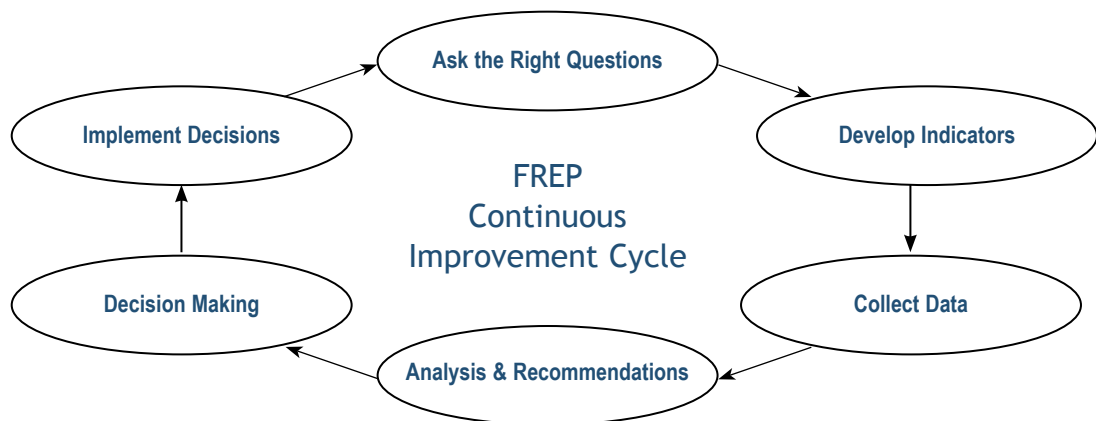 Ask the Right Questions
Implement Decisions
Develop Indicators
FREP
Continuous
Improvement Cycle
Decision Making
Collect Data
Analysis & Recommendations